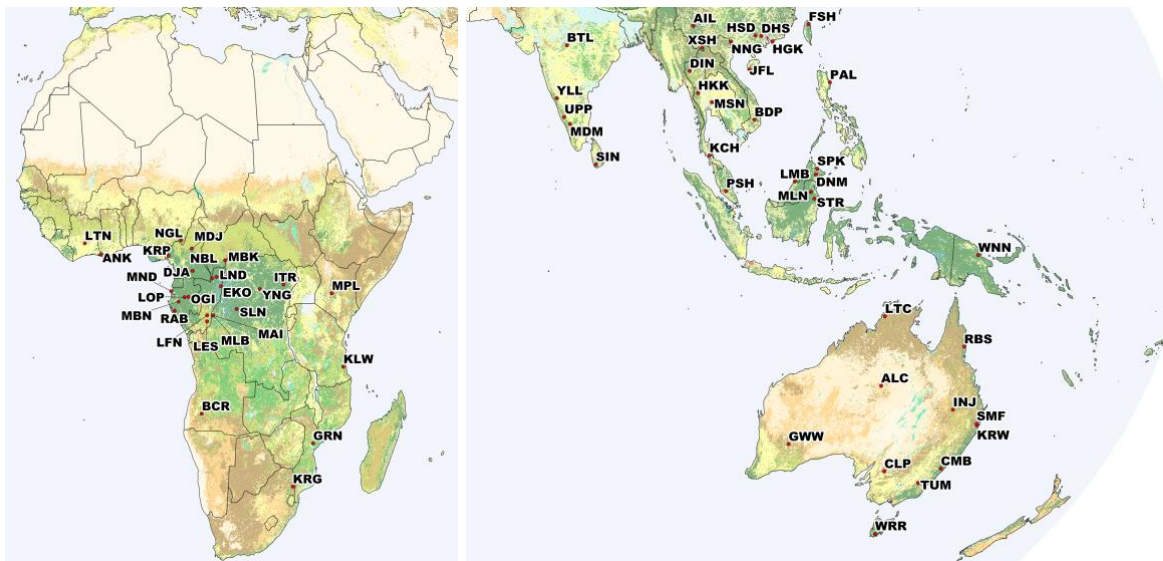 LTN
ANK
NGL
KRP
MDJ
NBL
MBK
DJA
LND
MND
ITR
EKO
YNG
LOP
OGI
MPL
MBN
RAB
SLN
LFN
LES
MLB
MAI
KLW
BCR
GRN
KRG
AIL
FSH
HSD
DHS
XSH
NNG
HGK
BTL
DIN
JFL
PAL
HKK
YLL
MSN
UPP
BDP
MDM
KCH
SIN
SPK
LMB
DNM
PSH
MLN
STR
WNN
LTC
RBS
ALC
INJ
SMF
GWW
KRW
CLP
CMB
TUM
WRR